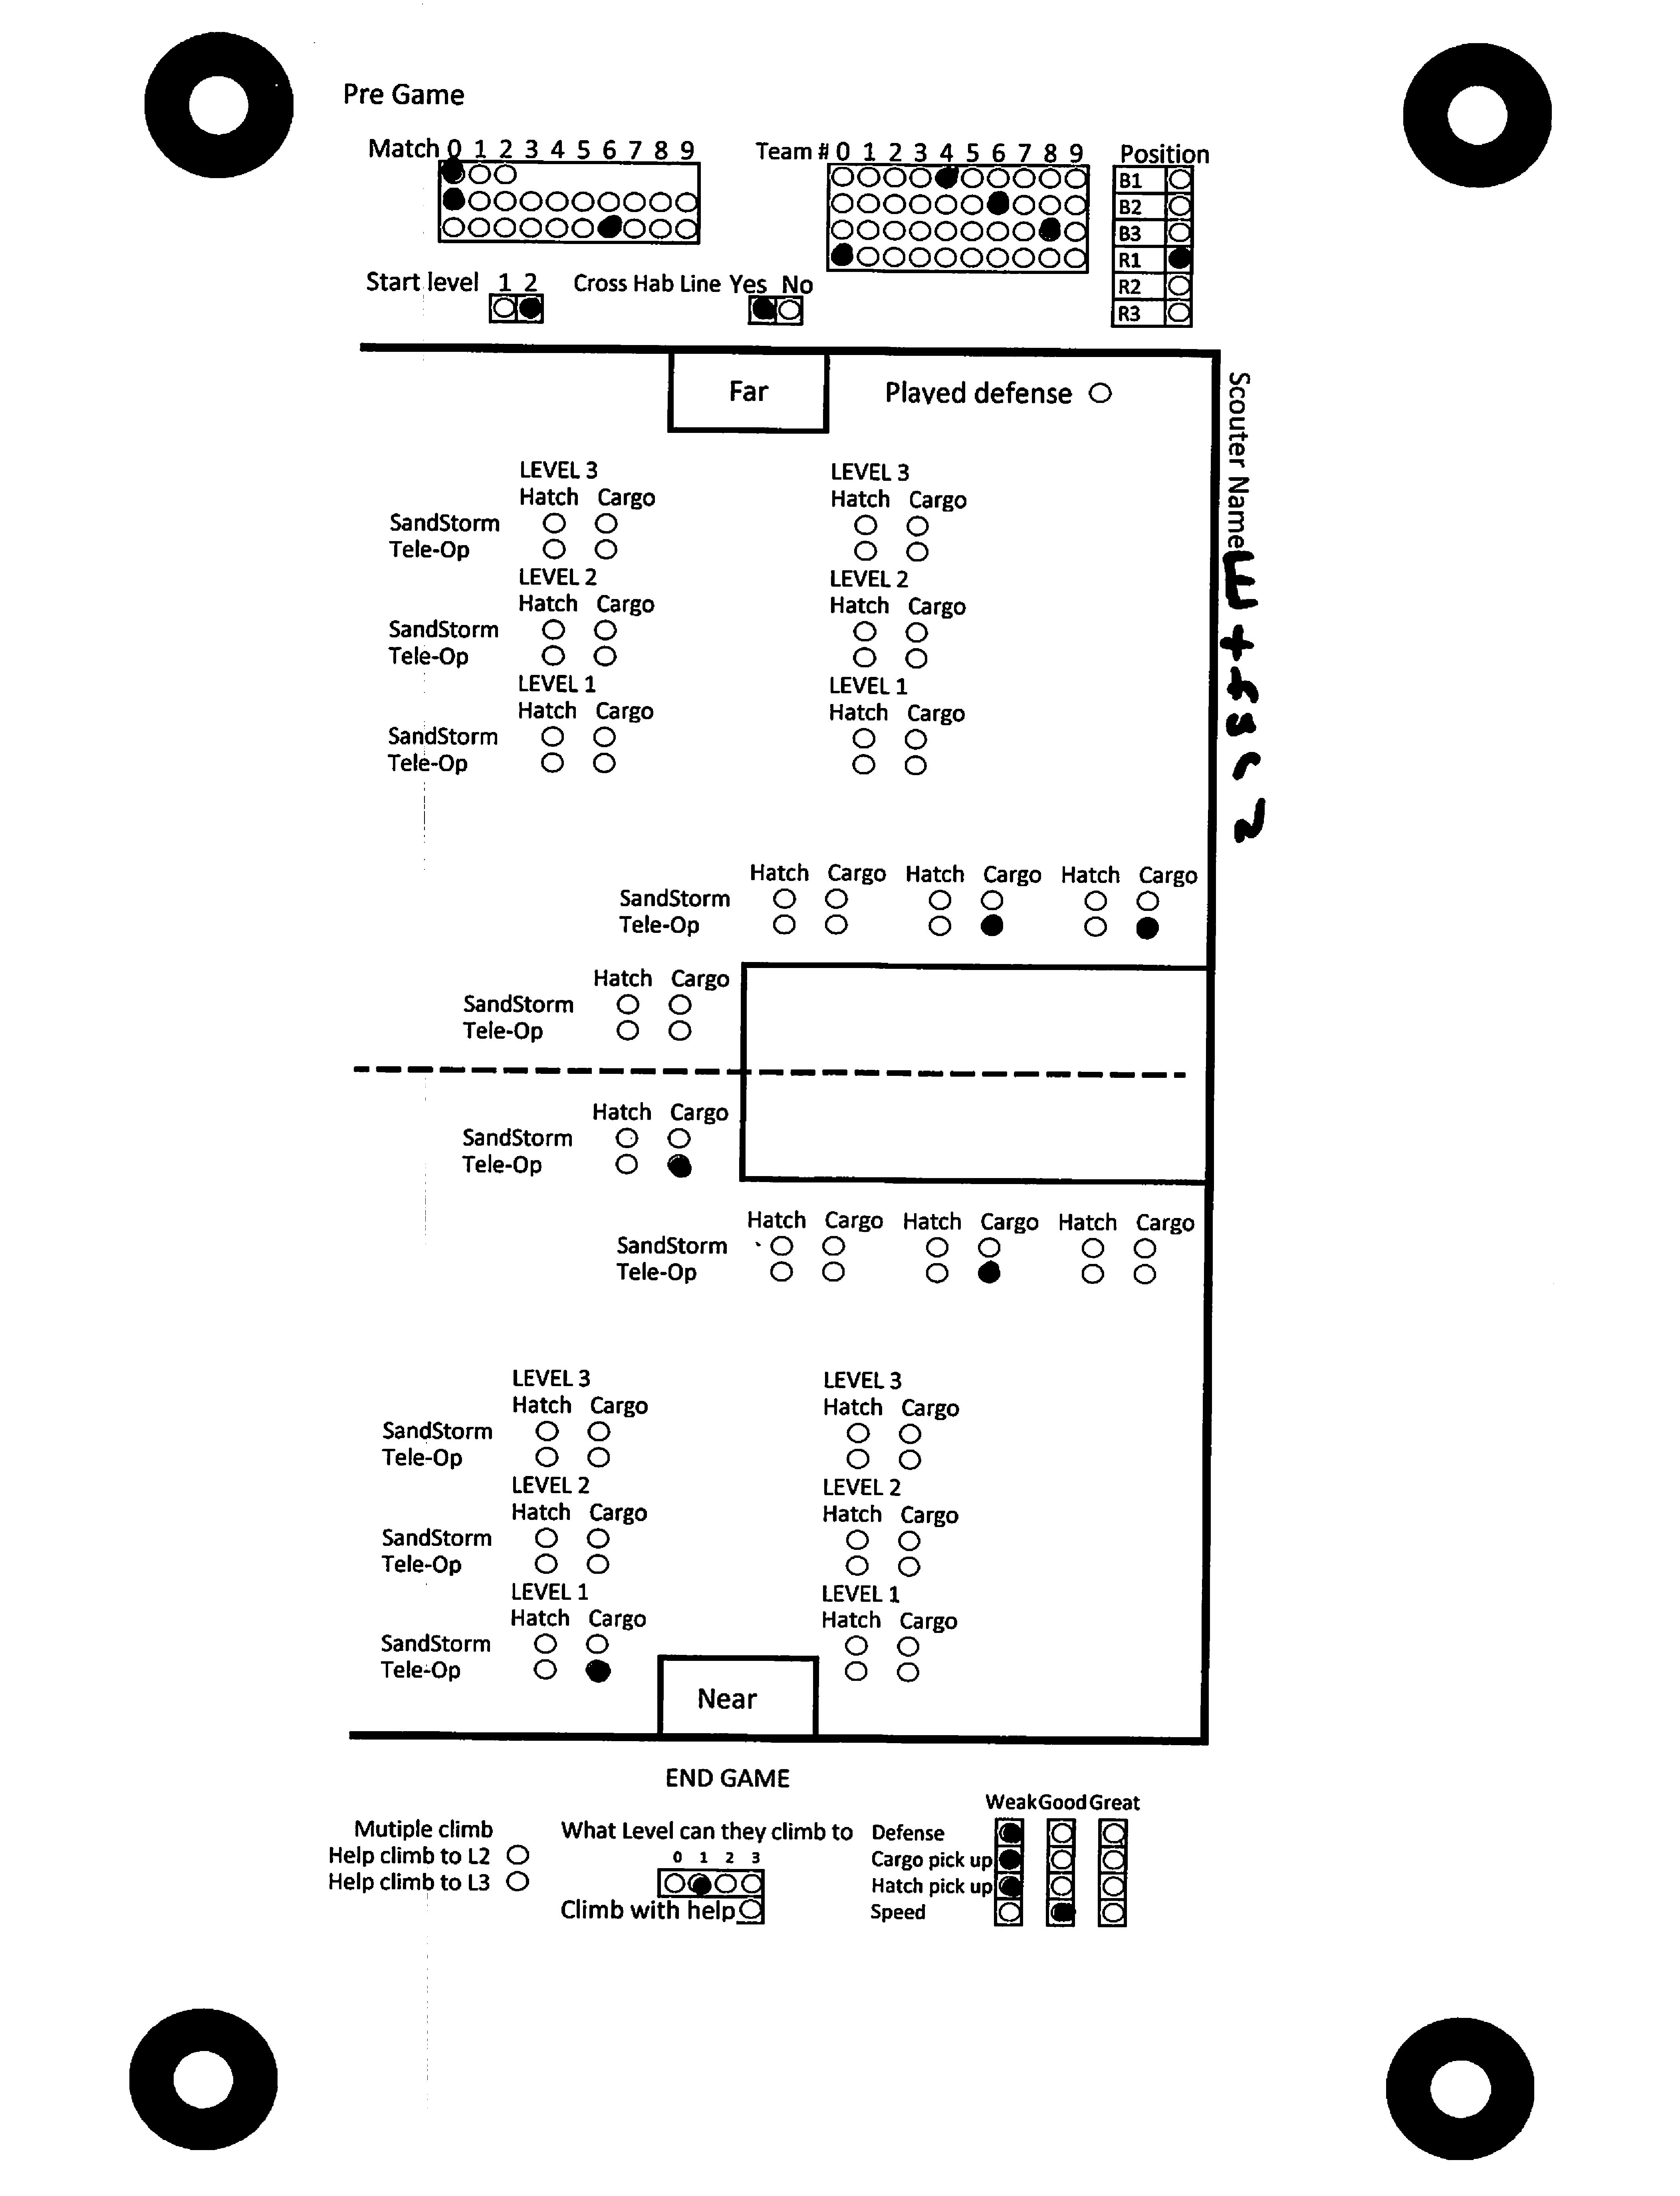 Pre Game
Match 0 1 2 3 4 5 6 7 8 9
Team # 0 1 2 3 4 5 6 7 8 9
Position
B1
B2
B3
R1
R2
R3
Start level 1 2
Cross Hab Line Yes No
Far
Played defense
Scouter Name
LEVEL 3
Hatch Cargo
LEVEL 3
Hatch Cargo
SandStorm
Tele-Op
LEVEL 2
Hatch Cargo
LEVEL 2
Hatch Cargo
SandStorm
Tele-Op
LEVEL 1
Hatch Cargo
LEVEL 1
Hatch Cargo
SandStorm
Tele-Op
Hatch Cargo Hatch Cargo Hatch Cargo
SandStorm
Tele-Op
Hatch Cargo
SandStorm
Tele-Op
Hatch Cargo
SandStorm
Tele-Op
Hatch Cargo Hatch Cargo Hatch Cargo
SandStorm
Tele-Op
LEVEL 3
Hatch Cargo
LEVEL 3
Hatch Cargo
SandStorm
Tele-Op
LEVEL 2
Hatch Cargo
LEVEL 2
Hatch Cargo
SandStorm
Tele-Op
LEVEL 1
Hatch Cargo
LEVEL 1
Hatch Cargo
SandStorm
Tele-Op
Near
END GAME
Mutiple climb
Help climb to L2
Help climb to L3
What Level can they climb to
0 1 2 3
Climb with help
Weak Good Great
Defense
Cargo pick up
Hatch pick up
Speed